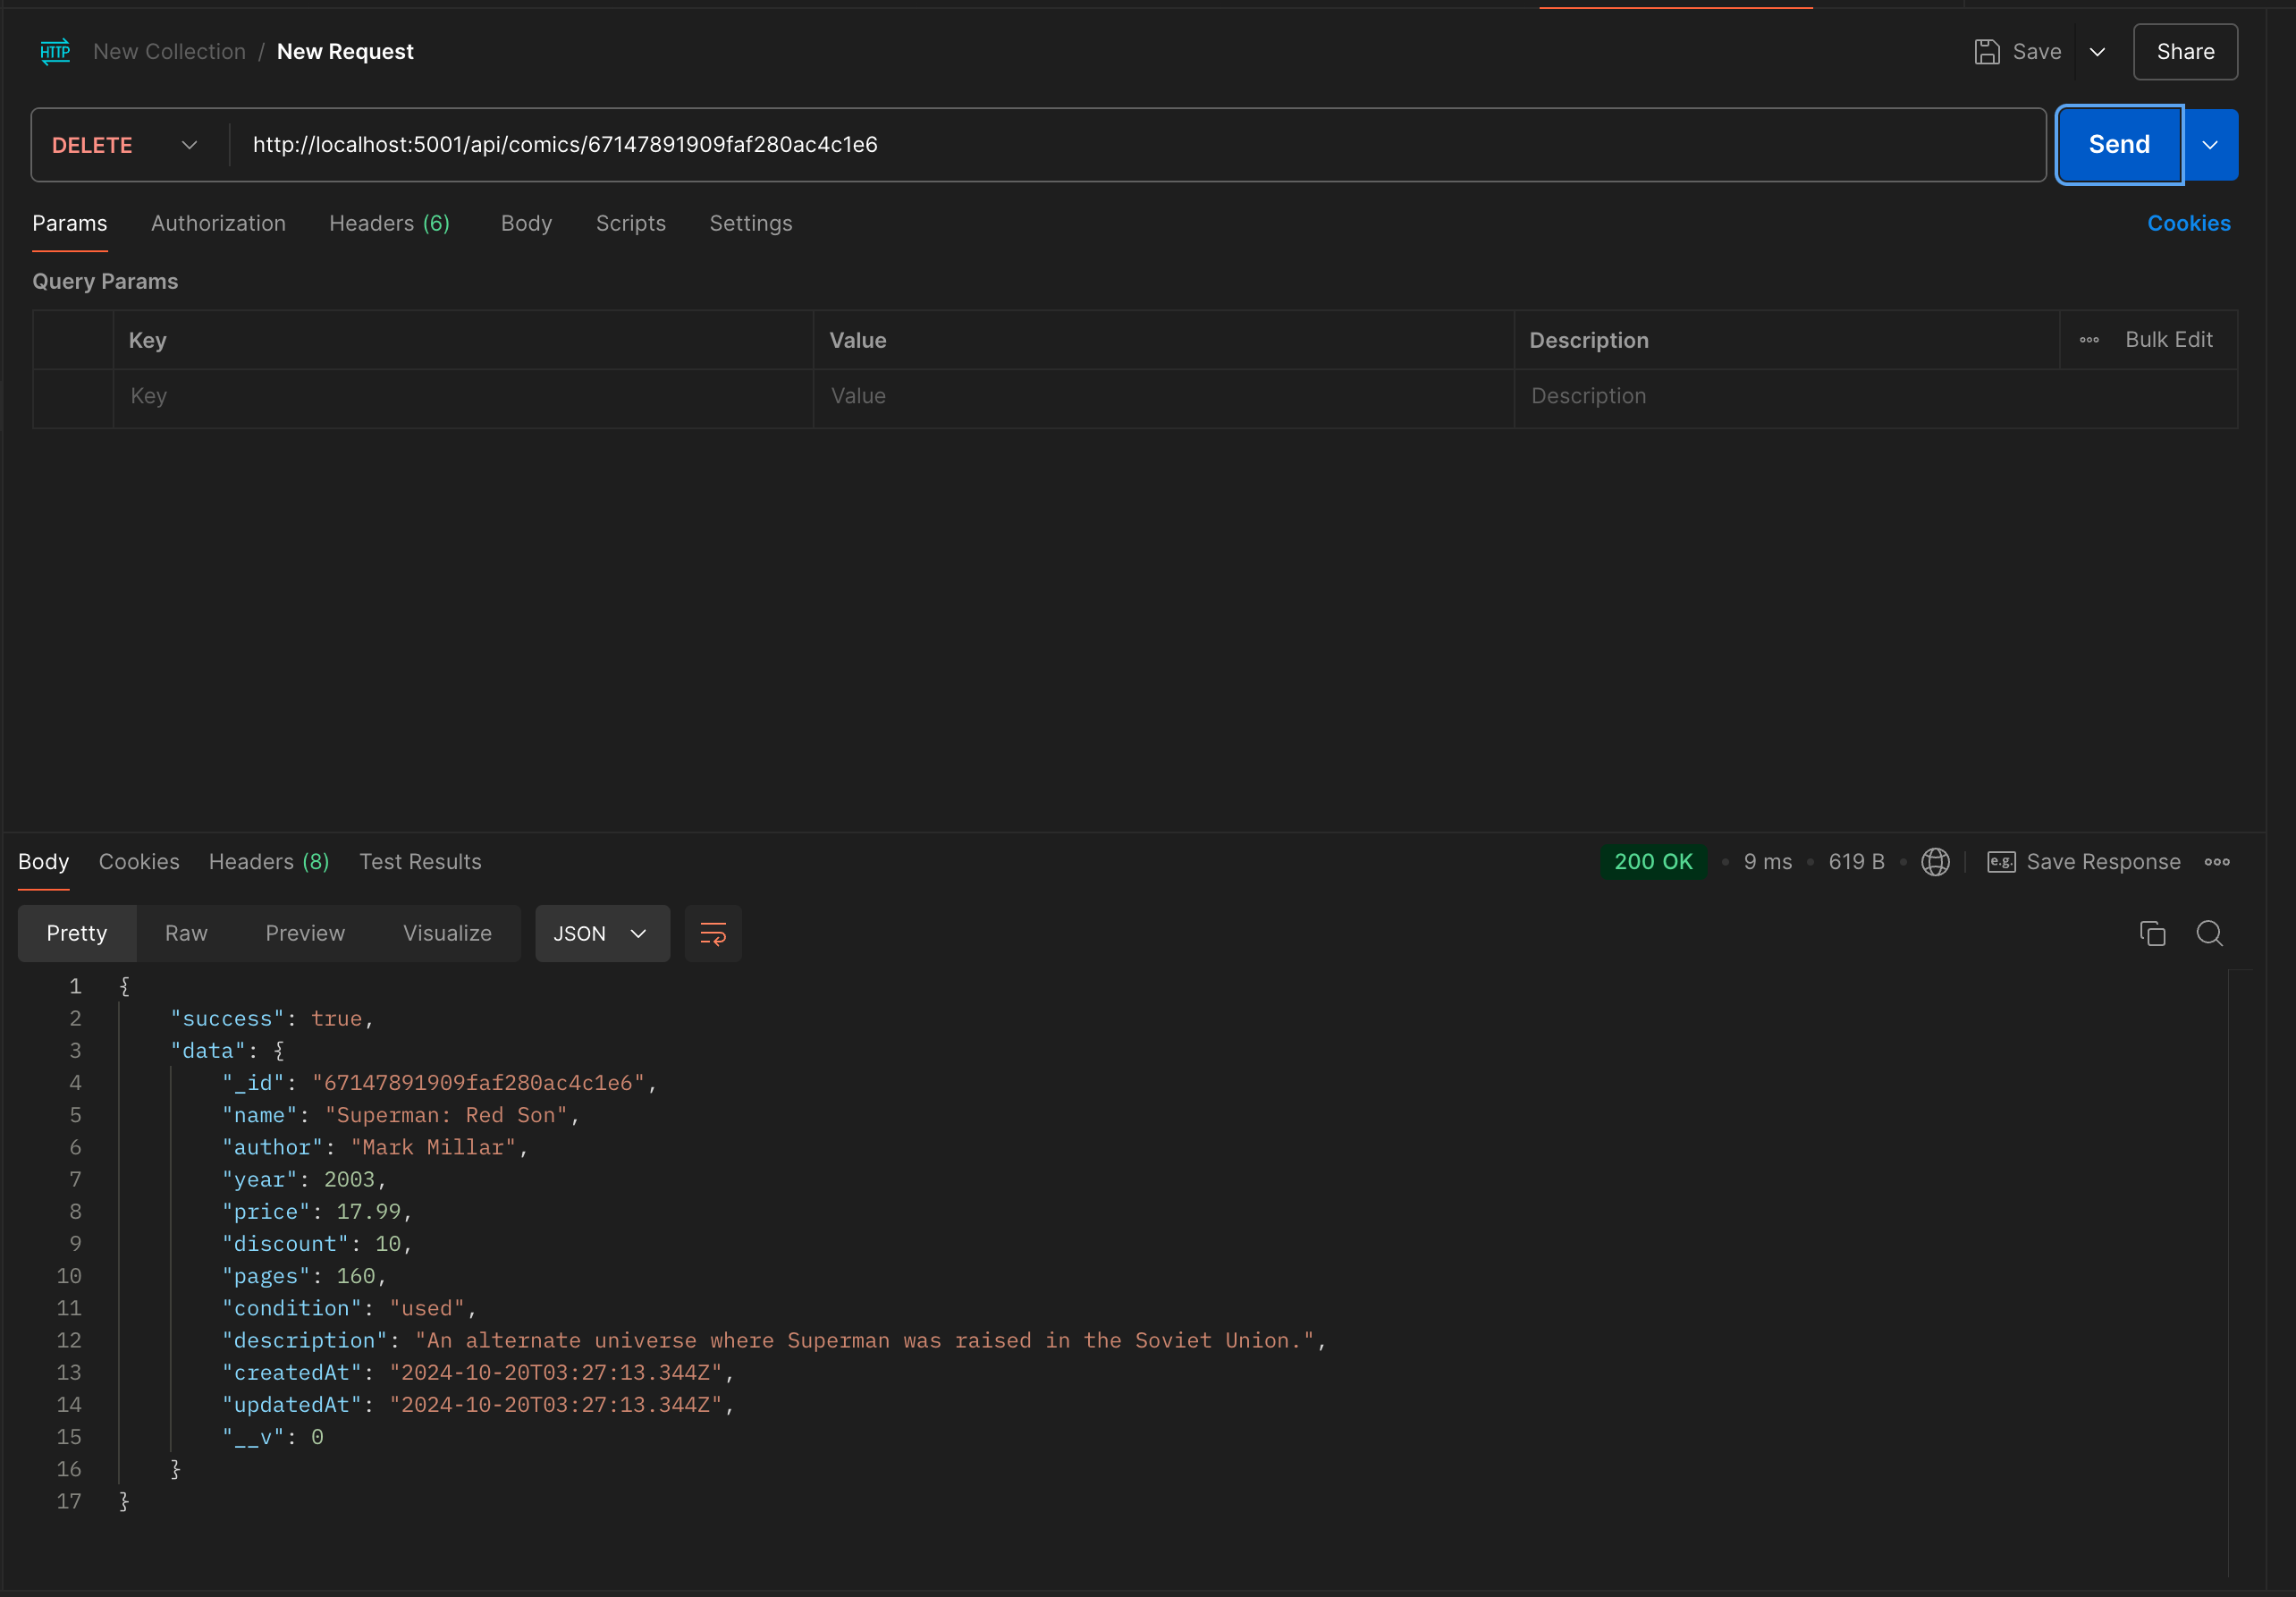 HTTP New Collection / New Request Save Share
DELETE http://localhost:5001/api/comics/67147891909faf280ac4c1e6 Send
Params Authorization Headers (6) Body Scripts Settings Cookies
Query Params
Key Value Description Bulk Edit
Key Value Description
Body Cookies Headers (8) Test Results 200 OK 9 ms 619 B e.g. Save Response
Pretty Raw Preview Visualize JSON
1 {
2 "success": true,
3 "data": {
4 "_id": "67147891909faf280ac4c1e6",
5 "name": "Superman: Red Son",
6 "author": "Mark Millar",
7 "year": 2003,
8 "price": 17.99,
9 "discount": 10,
10 "pages": 160,
11 "condition": "used",
12 "description": "An alternate universe where Superman was raised in the Soviet Union.",
13 "createdAt": "2024-10-20T03:27:13.344Z",
14 "updatedAt": "2024-10-20T03:27:13.344Z",
15 "__v": 0
16 }
17 }